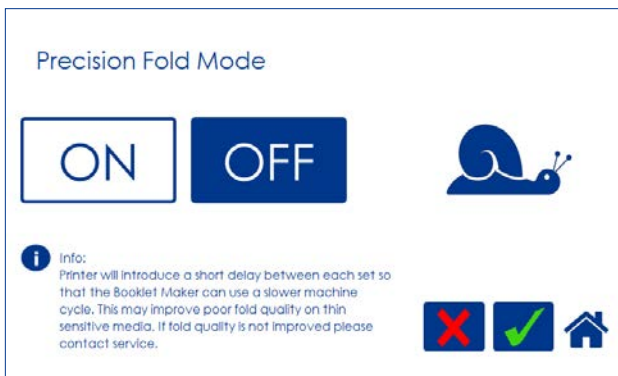 Precision Fold Mode
ON
OFF
i
Info:
Printer will introduce a short delay between each set so
that the Booklet Maker can use a slower machine
cycle. This may improve poor fold quality on thin
sensitive media. If fold quality is not improved please
contact service.